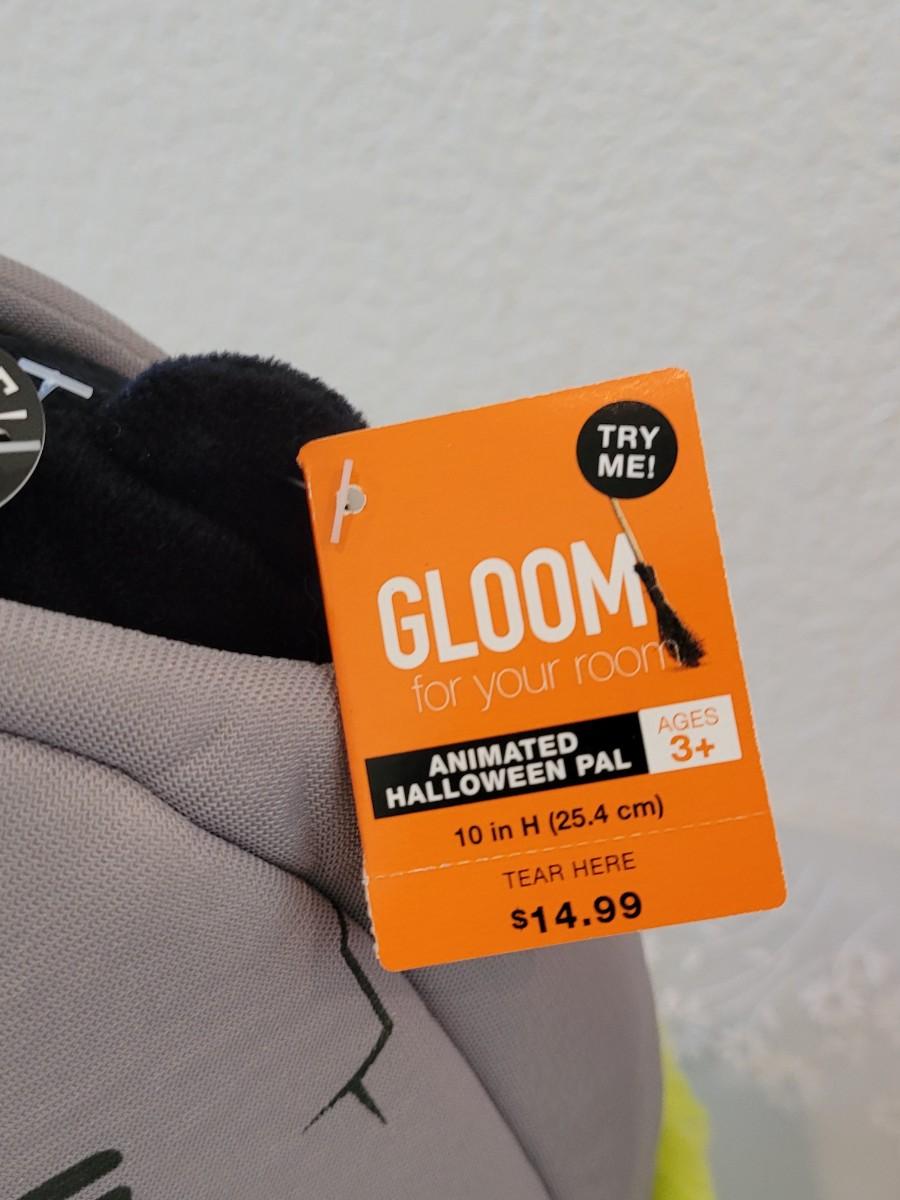 TRY
ME!
GLOOM
for your room
ANIMATED
HALLOWEEN PAL
AGES
3+
10 in H (25.4 cm)
TEAR HERE
$14.99